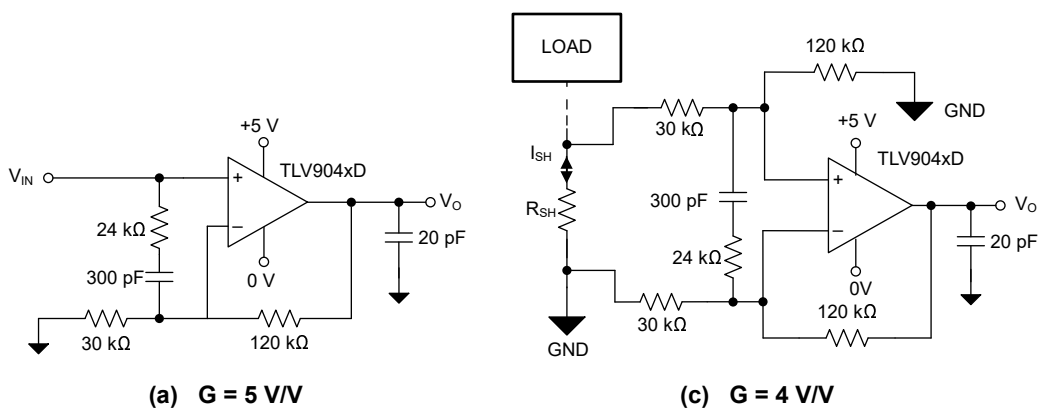 +5 V
TLV904xD
V_IN
+
−
V_O
24 kΩ
20 pF
300 pF
0 V
30 kΩ
120 kΩ
(a) G = 5 V/V
LOAD
120 kΩ
GND
30 kΩ
+5 V
I_SH
TLV904xD
R_SH
300 pF
+
−
V_O
24 kΩ
20 pF
0V
30 kΩ
120 kΩ
GND
(c) G = 4 V/V